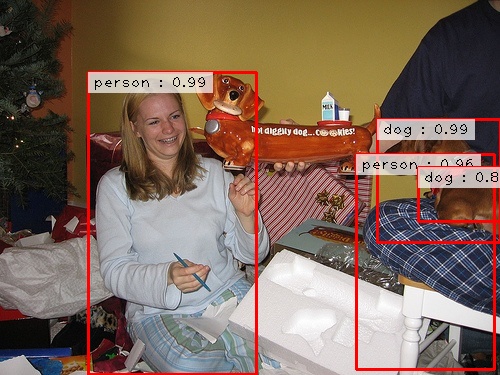 person : 0.99
MILK
hot diggity dog... cookies!
dog : 0.99
person : 0.96
dog : 0.8